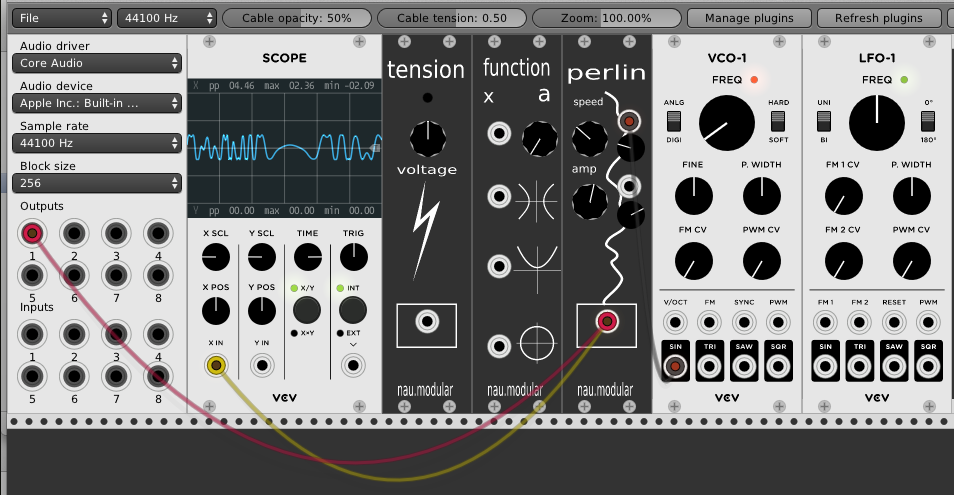 File 44100 Hz Cable opacity: 50% Cable tension: 0.50 Zoom: 100.00% Manage plugins Refresh plugins
Audio driver
Core Audio
Audio device
Apple Inc.: Built-in ...
Sample rate
44100 Hz
Block size
256
Outputs
1 2 3 4
5 6 7 8
Inputs
1 2 3 4
5 6 7 8
SCOPE
X pp 04.46 max 02.36 min -02.09
Y pp 00.00 max 00.00 min 00.00
X SCL Y SCL TIME TRIG
X POS Y POS X/Y INT
X×Y EXT
X IN Y IN
VCV
tension
voltage
nau.modular
function
x a
nau.modular
perlin
speed
amp
nau.modular
VCO-1
FREQ
ANLG HARD
DIGI SOFT
FINE P. WIDTH
FM CV PWM CV
V/OCT FM SYNC PWM
SIN TRI SAW SQR
VCV
LFO-1
FREQ
UNI 0°
BI 180°
FM 1 CV P. WIDTH
FM 2 CV PWM CV
FM 1 FM 2 RESET PWM
SIN TRI SAW SQR
VCV